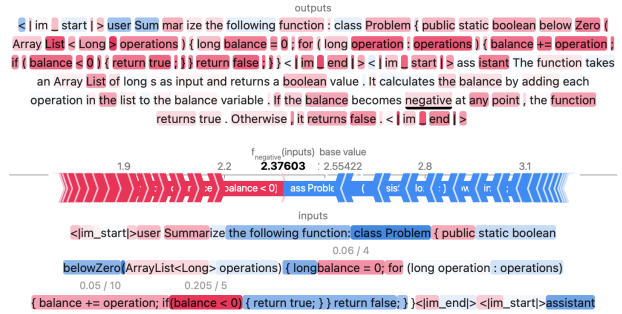 outputs
< | im _ start | > user Sum mar ize the following function : class Problem { public static boolean below Zero (
Array List < Long > operations ) { long balance = 0 ; for ( long operation : operations ) { balance += operation ;
if ( balance < 0 ) { return true ; } } return false ; } } < | im _ end | > < | im _ start | > ass istant The function takes
an Array List of long s as input and returns a boolean value . It calculates the balance by adding each
operation in the list to the balance variable . If the balance becomes negative at any point , the function
returns true . Otherwise , it returns false . < | im _ end | >
f negative (inputs) base value
1.9 2.2 2.37603 2.55422 2.8 3.1
balance < 0) ass Proble
inputs
<|im_start|>user Summarize the following function: class Problem { public static boolean
0.06 / 4
belowZero(ArrayList<Long> operations) { long balance = 0; for (long operation : operations)
0.05 / 10 0.205 / 5
{ balance += operation; if (balance < 0) { return true; } } return false; } }<|im_end|> <|im_start|>assistant